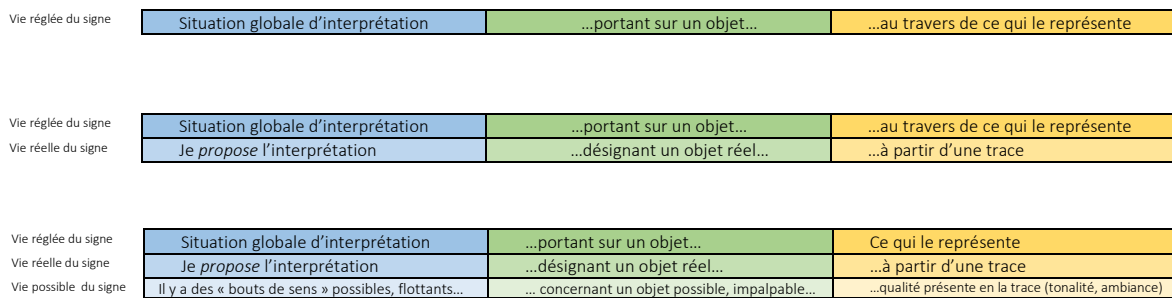 Vie réglée du signe Situation globale d’interprétation …portant sur un objet… …au travers de ce qui le représente
Vie réglée du signe Situation globale d’interprétation …portant sur un objet… …au travers de ce qui le représente
Vie réelle du signe Je propose l’interprétation …désignant un objet réel… …à partir d’une trace
Vie réglée du signe Situation globale d’interprétation …portant sur un objet… Ce qui le représente
Vie réelle du signe Je propose l’interprétation …désignant un objet réel… …à partir d’une trace
Vie possible du signe Il y a des « bouts de sens » possibles, flottants… … concernant un objet possible, impalpable… …qualité présente en la trace (tonalité, ambiance)